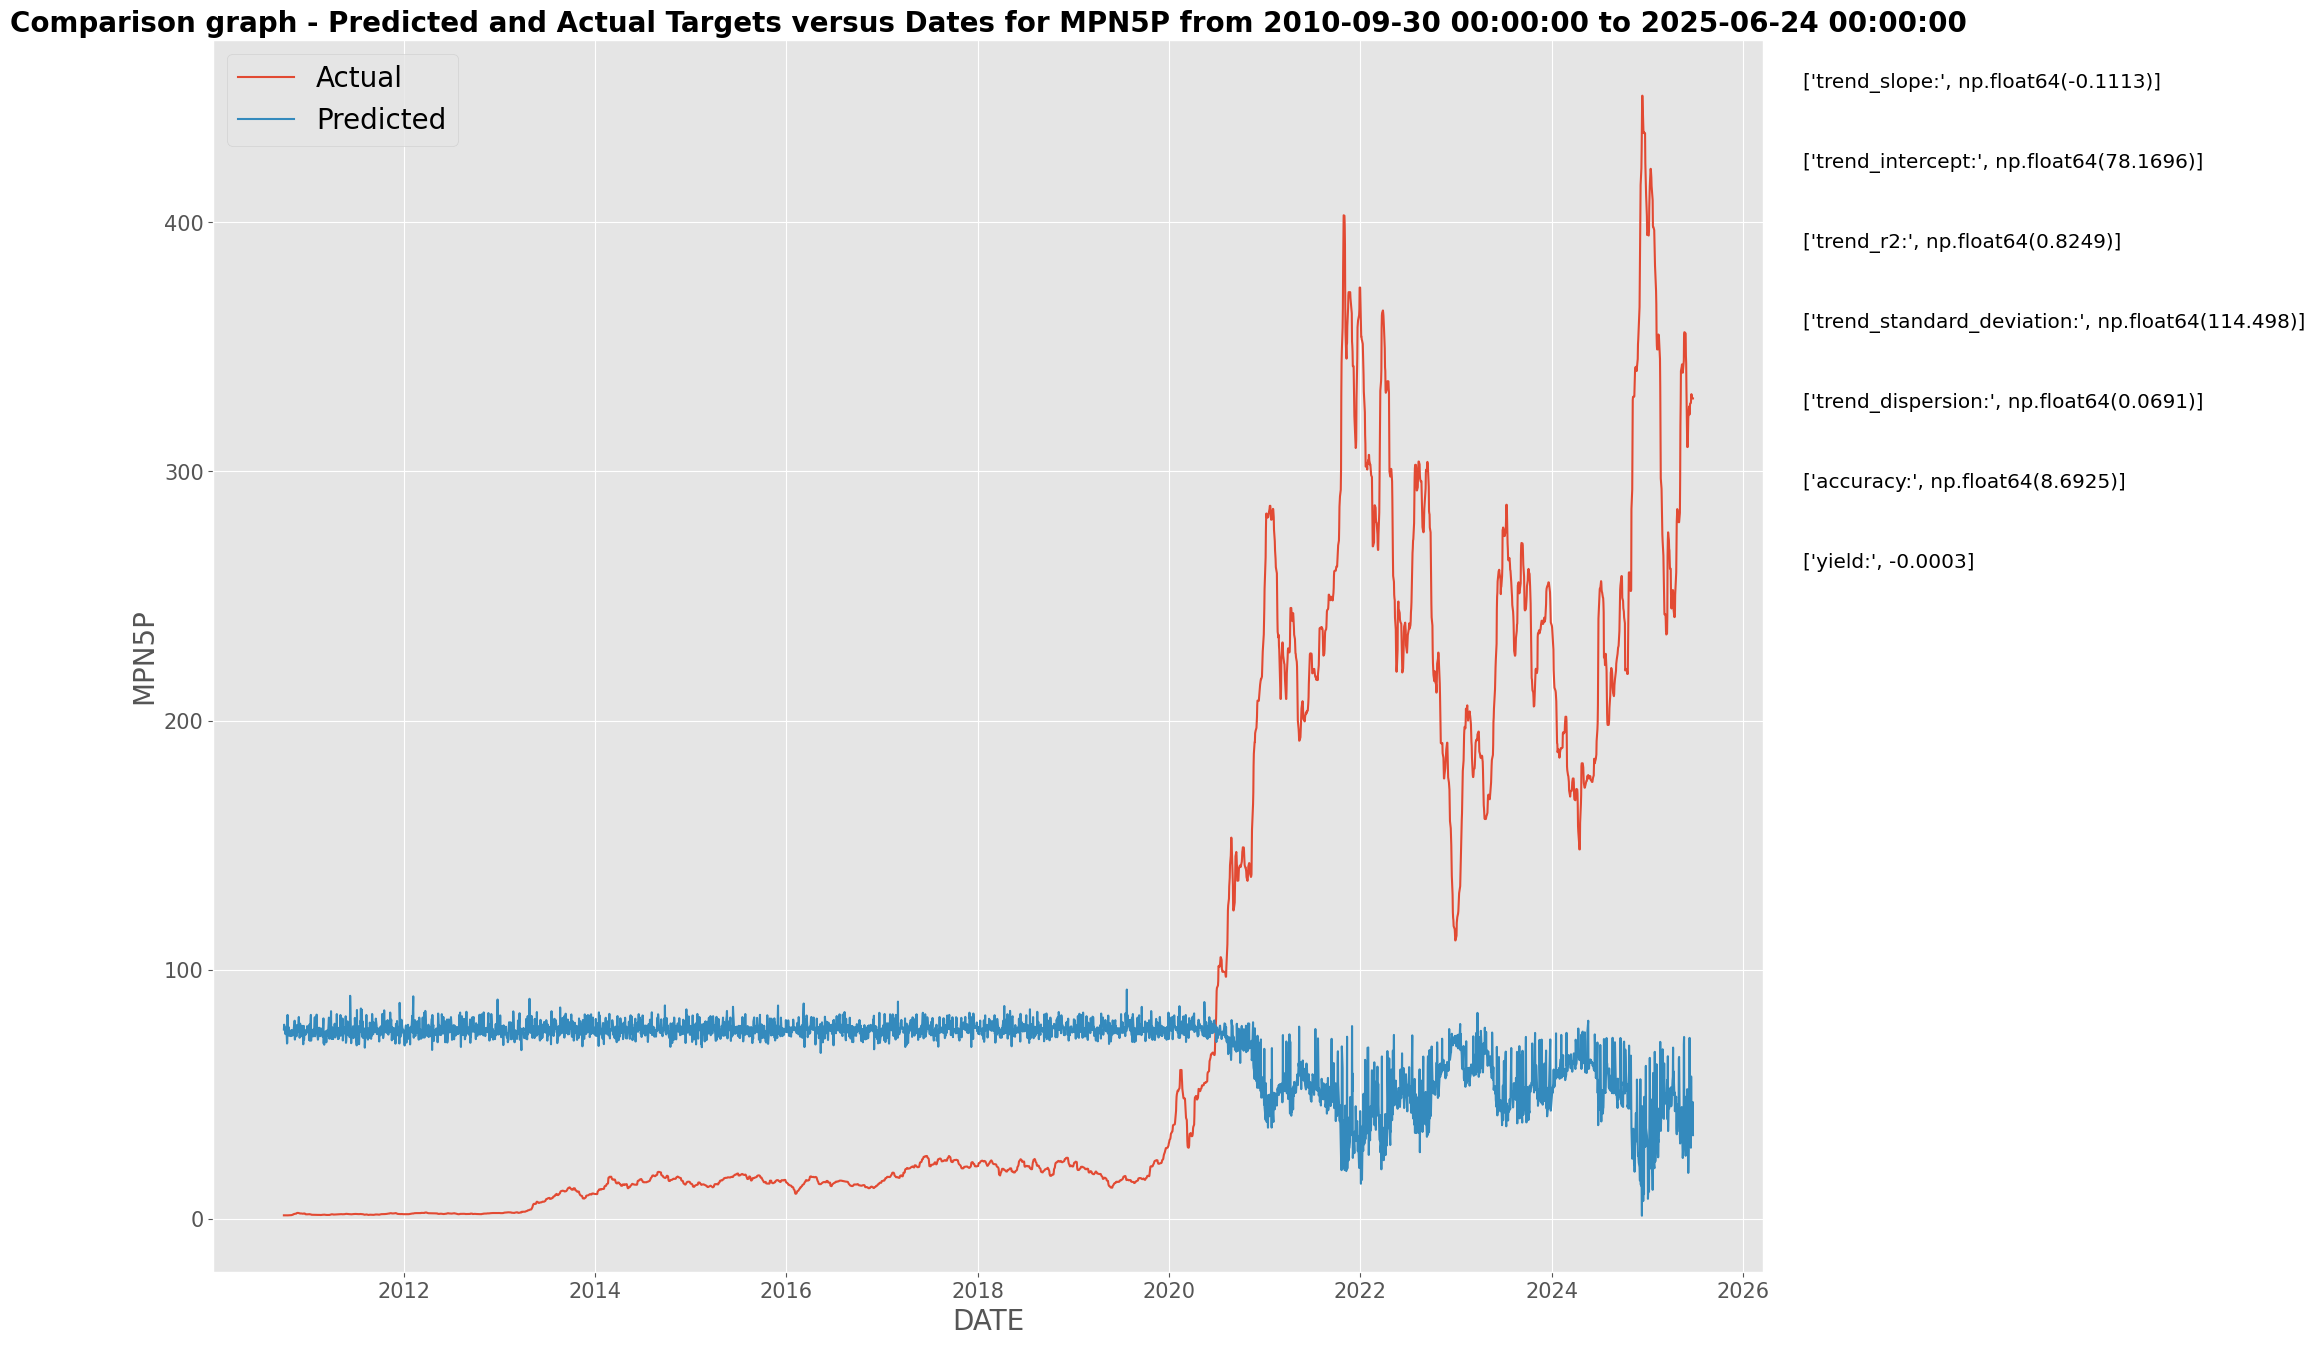 Comparison graph - Predicted and Actual Targets versus Dates for MPN5P from 2010-09-30 00:00:00 to 2025-06-24 00:00:00
Actual
Predicted
['trend_slope:', np.float64(-0.1113)]
['trend_intercept:', np.float64(78.1696)]
['trend_r2:', np.float64(0.8249)]
['trend_standard_deviation:', np.float64(114.498)]
['trend_dispersion:', np.float64(0.0691)]
['accuracy:', np.float64(8.6925)]
['yield:', -0.0003]
MPN5P
400
300
200
100
0
2012 2014 2016 2018 2020 2022 2024 2026
DATE